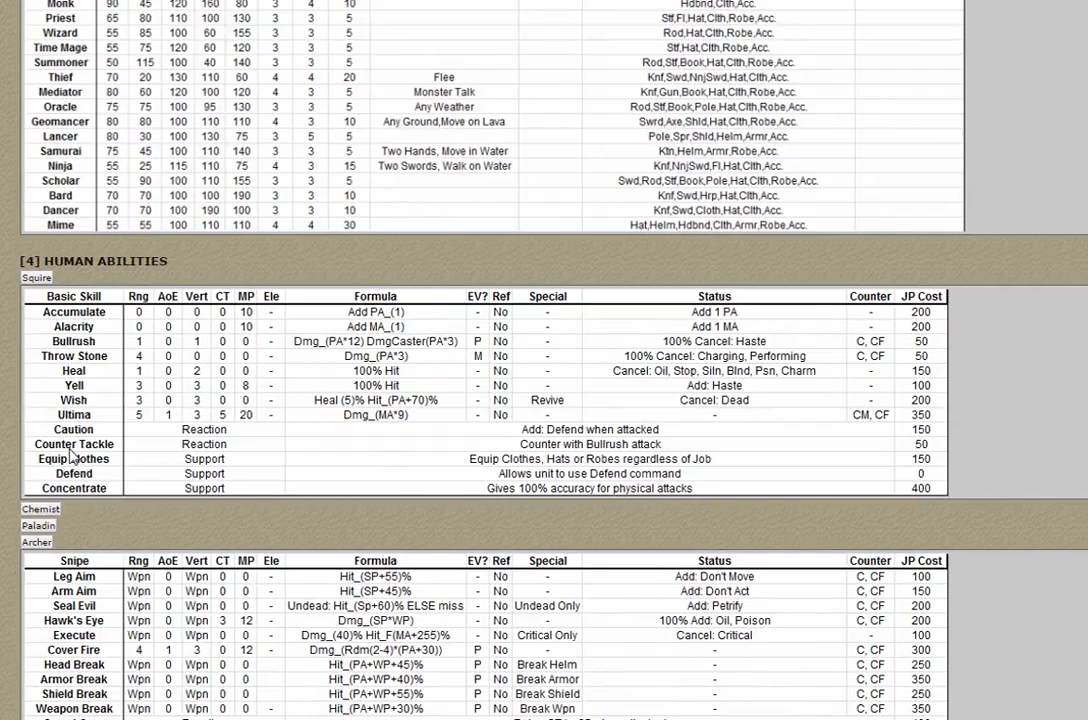 Monk 90 45 120 160 80 3 4 10 Hdbnd,Clth,Acc.
Priest 65 80 110 100 130 3 3 5 Stf,Fl,Hat,Clth,Robe,Acc.
Wizard 55 85 100 60 155 3 3 5 Rod,Hat,Clth,Robe,Acc.
Time Mage 55 75 120 60 120 3 3 5 Stf,Hat,Clth,Robe,Acc.
Summoner 50 115 100 40 140 3 3 5 Rod,Stf,Book,Hat,Clth,Robe,Acc.
Thief 70 20 130 110 60 4 4 20 Flee Knf,Swd,NnjSwd,Hat,Clth,Acc.
Mediator 80 60 120 100 120 4 3 5 Monster Talk Knf,Gun,Book,Hat,Clth,Robe,Acc.
Oracle 75 75 100 95 130 3 3 5 Any Weather Rod,Stf,Book,Pole,Hat,Clth,Robe,Acc.
Geomancer 80 80 100 110 110 4 3 10 Any Ground,Move on Lava Swrd,Axe,Shld,Hat,Clth,Robe,Acc.
Lancer 80 30 100 130 75 3 5 5 Pole,Spr,Shld,Helm,Armr,Acc.
Samurai 75 45 100 110 140 3 3 5 Two Hands, Move in Water Ktn,Helm,Armr,Robe,Acc.
Ninja 55 25 115 110 75 4 3 15 Two Swords, Walk on Water Knf,NnjSwd,Fl,Hat,Clth,Acc.
Scholar 55 90 100 110 155 3 3 5 Swd,Rod,Stf,Book,Pole,Hat,Clth,Robe,Acc.
Bard 70 70 100 100 190 3 3 10 Knf,Swd,Hrp,Hat,Clth,Acc.
Dancer 70 70 100 190 100 3 3 10 Knf,Swd,Cloth,Hat,Clth,Acc.
Mime 55 55 100 110 110 4 4 30 Hat,Helm,Hdbnd,Clth,Armr,Robe,Acc.
[4] HUMAN ABILITIES
Squire
Basic Skill Rng AoE Vert CT MP Ele Formula EV? Ref Special Status Counter JP Cost
Accumulate 0 0 0 0 10 - Add PA_(1) - No - Add 1 PA - 200
Alacrity 0 0 0 0 10 - Add MA_(1) - No - Add 1 MA - 200
Bullrush 1 0 1 0 0 - Dmg_(PA*12) DmgCaster(PA*3) P No - 100% Cancel: Haste C, CF 50
Throw Stone 4 0 0 0 0 - Dmg_(PA*3) M No - 100% Cancel: Charging, Performing C, CF 50
Heal 1 0 2 0 0 - 100% Hit - No - Cancel: Oil, Stop, Siln, Blnd, Psn, Charm - 150
Yell 3 0 3 0 8 - 100% Hit - No - Add: Haste - 100
Wish 3 0 3 0 0 - Heal (5)% Hit_(PA+70)% - No Revive Cancel: Dead - 200
Ultima 5 1 3 5 20 - Dmg_(MA*9) - No - - CM, CF 350
Caution Reaction Add: Defend when attacked 150
Counter Tackle Reaction Counter with Bullrush attack 50
Equip Clothes Support Equip Clothes, Hats or Robes regardless of Job 150
Defend Support Allows unit to use Defend command 0
Concentrate Support Gives 100% accuracy for physical attacks 400
Chemist
Paladin
Archer
Snipe Rng AoE Vert CT MP Ele Formula EV? Ref Special Status Counter JP Cost
Leg Aim Wpn 0 Wpn 0 0 - Hit_(SP+55)% - No - Add: Don't Move C, CF 100
Arm Aim Wpn 0 Wpn 0 0 - Hit_(SP+45)% - No - Add: Don't Act C, CF 150
Seal Evil Wpn 0 Wpn 0 0 - Undead: Hit_(Sp+60)% ELSE miss - No Undead Only Add: Petrify C, CF 200
Hawk's Eye Wpn 0 Wpn 3 12 - Dmg_(SP*WP) - No - 100% Add: Oil, Poison C, CF 200
Execute Wpn 0 Wpn 0 0 - Dmg_(40)% Hit_F(MA+255)% - No Critical Only Cancel: Critical - 100
Cover Fire 4 1 3 0 12 - Dmg_(Rdm(2-4)*(PA+30)) P No - - C, CF 300
Head Break Wpn 0 Wpn 0 0 Hit_(PA+WP+45)% P No Break Helm - C, CF 250
Armor Break Wpn 0 Wpn 0 0 Hit_(PA+WP+40)% P No Break Armor - C, CF 350
Shield Break Wpn 0 Wpn 0 0 Hit_(PA+WP+55)% P No Break Shield - C, CF 250
Weapon Break Wpn 0 Wpn 0 0 - Hit_(PA+WP+30)% P No Break Wpn - C, CF 350